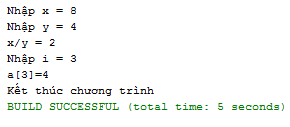 Nhập x = 8
Nhập y = 4
x/y = 2
Nhập i = 3
a[3]=4
Kết thúc chương trình
BUILD SUCCESSFUL (total time: 5 seconds)